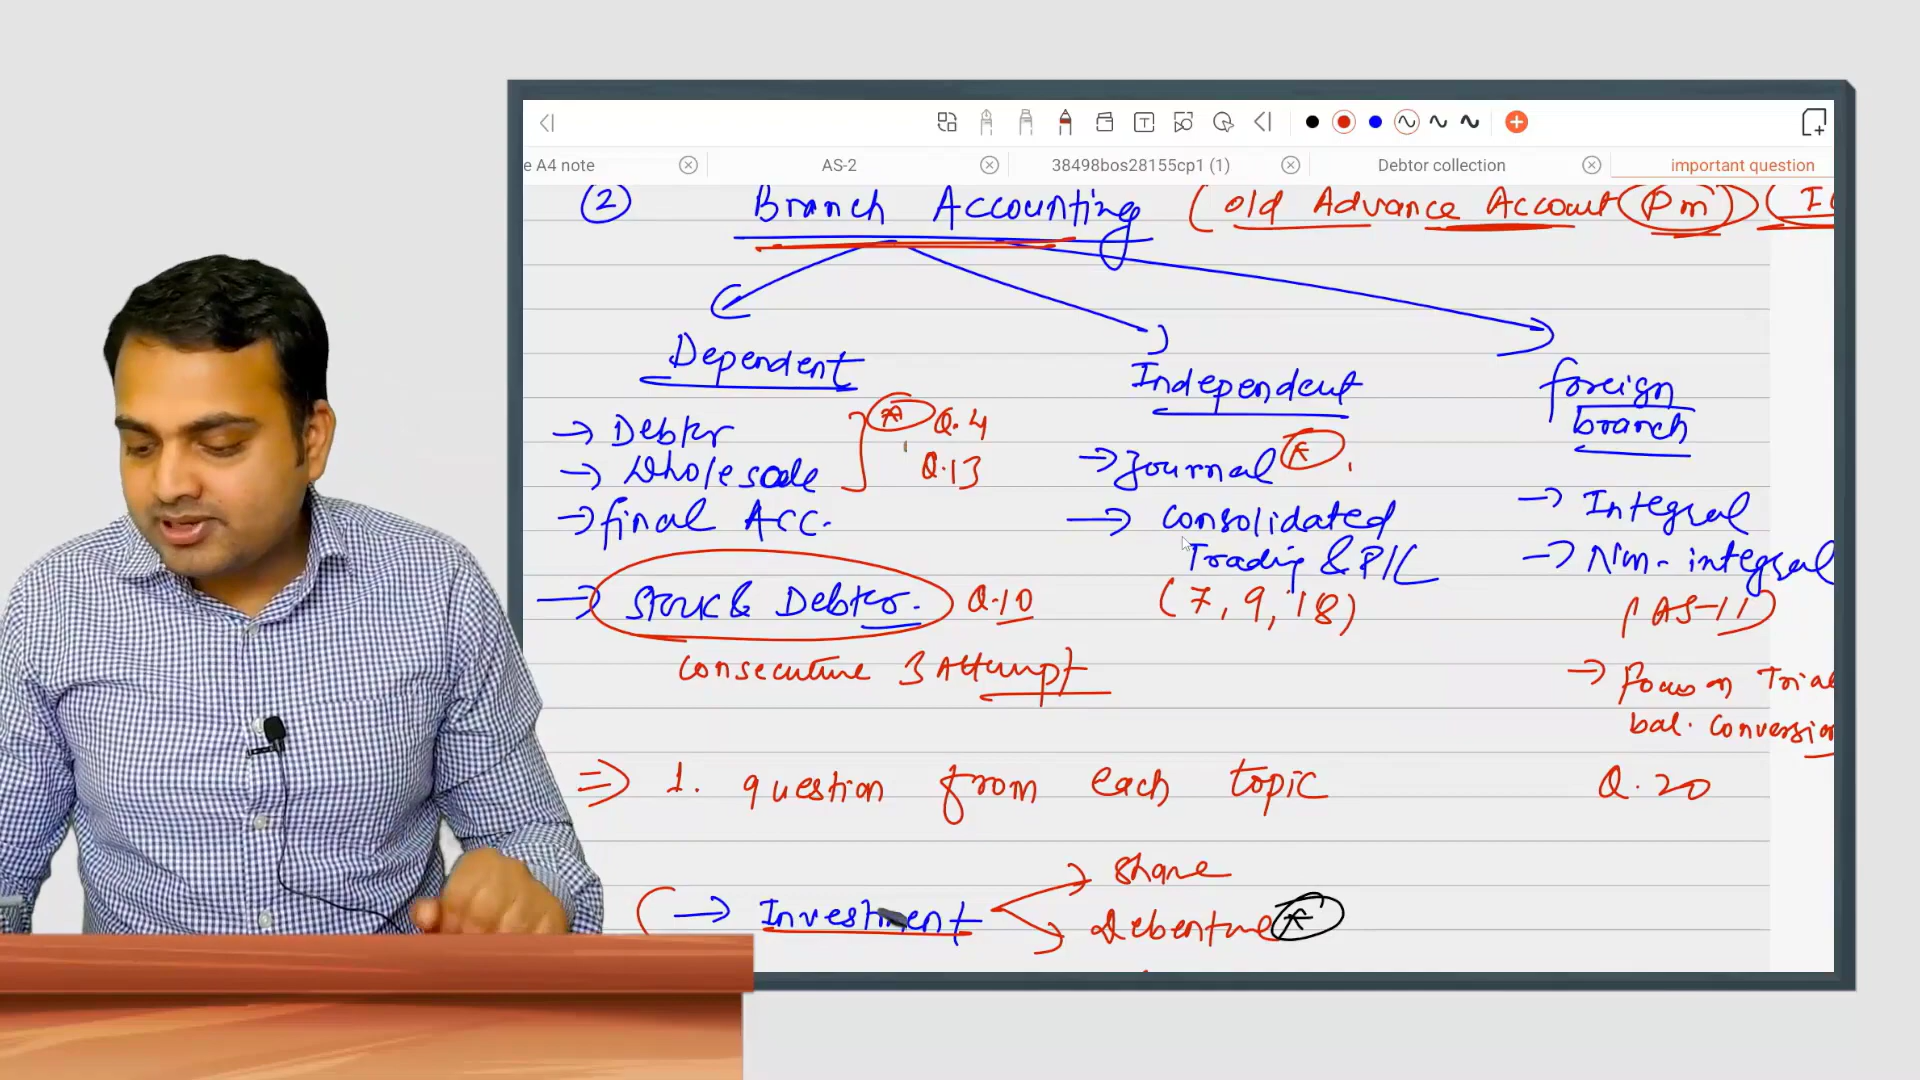 e A4 note
AS-2
38498bos28155cp1 (1)
Debtor collection
important question
(2) Branch Accounting (old Advance Account (Pm))
Dependent
Independent
foreign
branch
→ Debtor
→ Wholesale
Q.4
Q.13
→ final Acc.
→ Stock & Debtor. Q.10
consecutive 3 Attempt
→ Journal
→ Consolidated
Trading & P/L
(7, 9, 18)
→ Integral
→ Non-integral
(AS-11)
→ focus on Trial
bal. conversion
Q. 20
⇒ 1. question from each topic
→ Investment
→ Share
→ Debenture